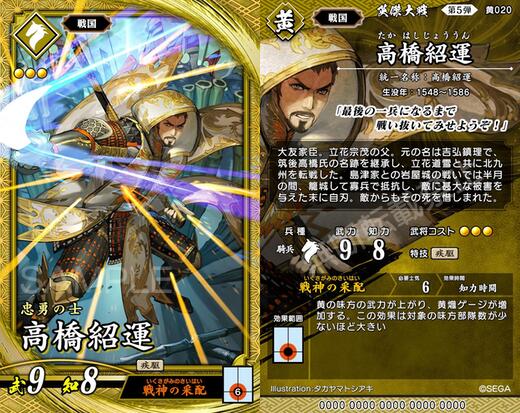 戦国
SAMPLE
忠勇の士
高橋紹運
疾駆
武9 知8
いくさがみのさいはい
戦神の采配
6
黄
戦国
英傑大戦
第5弾
黄020
たかはしじょううん
高橋紹運
統一名称:高橋紹運
生没年:1548~1586
「最後の一兵になるまで
戦い抜いてみせようぞ!」
大友家臣。立花宗茂の父。元の名は吉弘鎮理で、
筑後高橋氏の名跡を継承し、立花道雪と共に北九
州を転戦した。島津家との岩屋城の戦いでは半月
の間、籠城して寡兵で抵抗し、敵に甚大な被害を
与えた末に自刃。敵からもその死を惜しまれた。
兵種
武力
知力
武将コスト
騎兵
9
8
特技
疾駆
いくさがみのさいはい
戦神の采配
必要士気
6
効果時間
知力時間
効果範囲
黄の味方の武力が上がり、黄爛ゲージが増
加する。この効果は対象の味方部隊数が少
ないほど大きい
Illustration:タカヤマトシアキ
©SEGA
0000 0000 0000 0000 0000